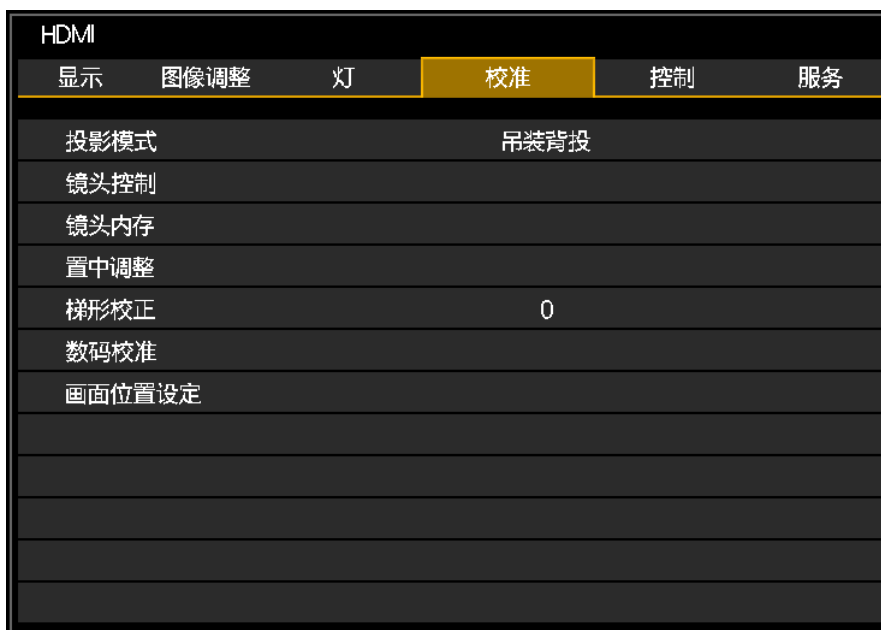 HDMI
显示 图像调整 灯 校准 控制 服务
投影模式 吊装背投
镜头控制
镜头内存
置中调整
梯形校正 0
数码校准
画面位置设定